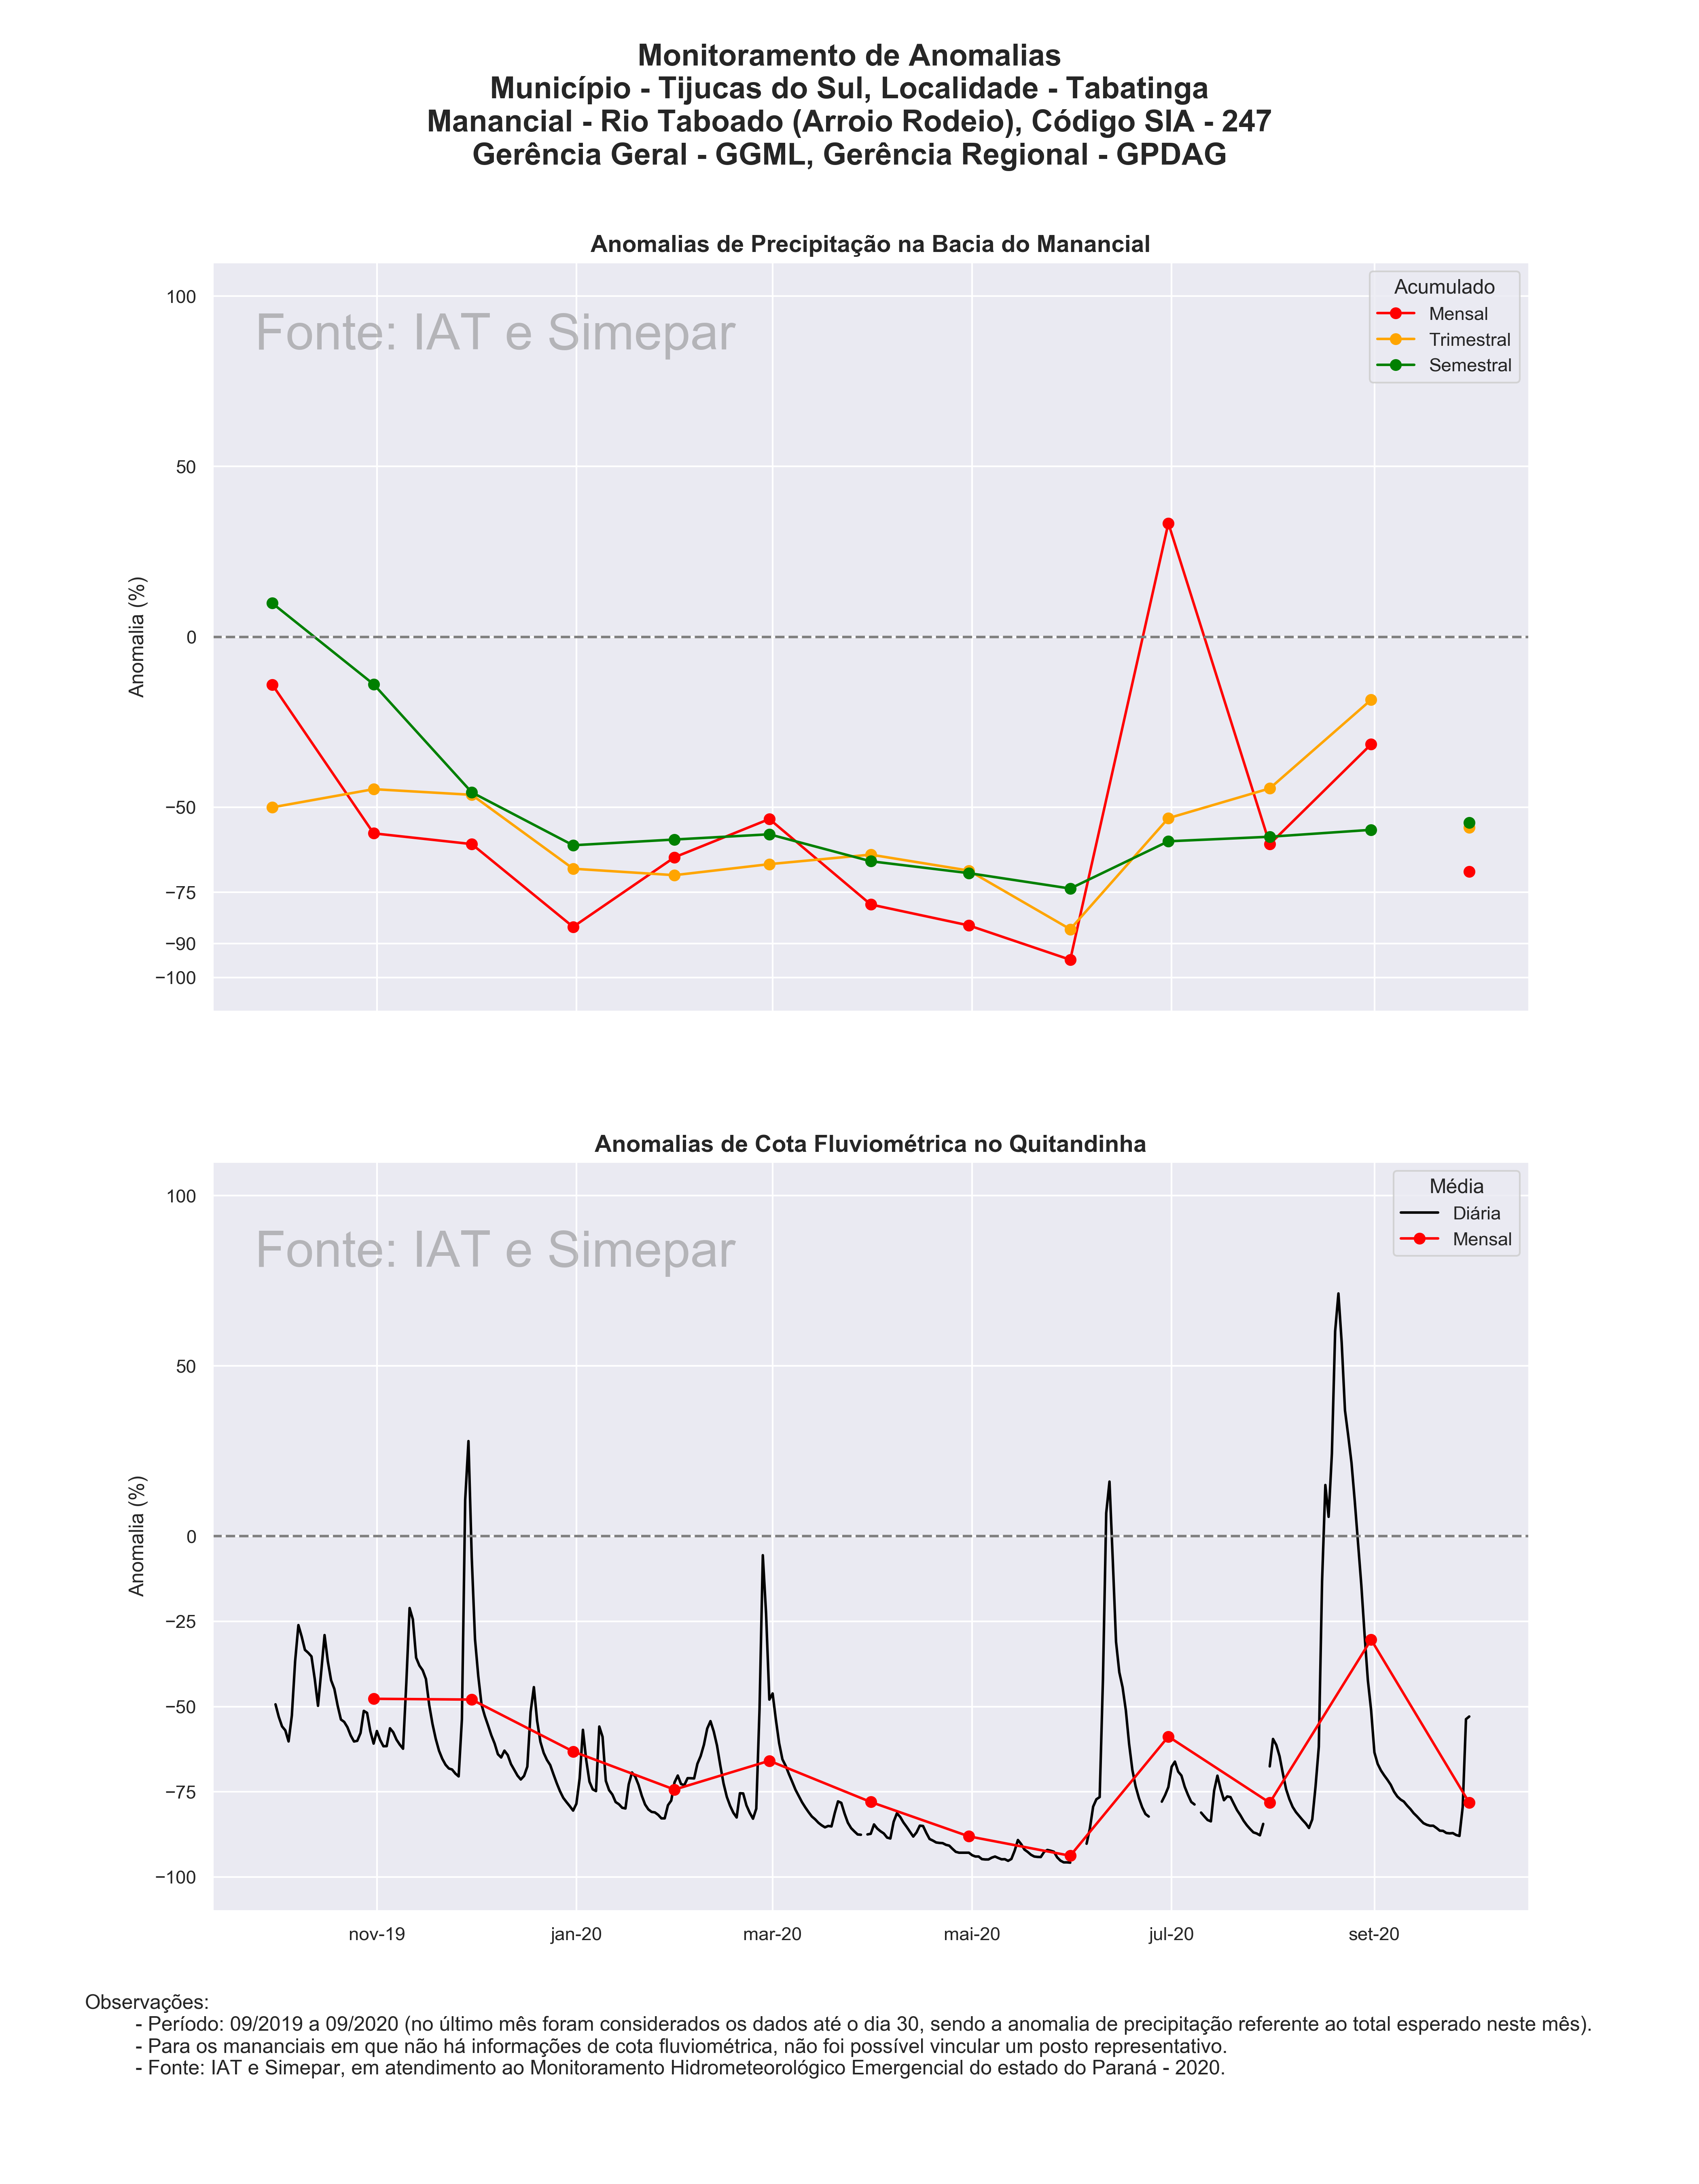 Monitoramento de Anomalias
Município - Tijucas do Sul, Localidade - Tabatinga
Manancial - Rio Taboado (Arroio Rodeio), Código SIA - 247
Gerência Geral - GGML, Gerência Regional - GPDAG
Anomalias de Precipitação na Bacia do Manancial
Fonte: IAT e Simepar
Acumulado
Mensal
Trimestral
Semestral
Anomalia (%)
100
50
0
−50
−75
−90
−100
Anomalias de Cota Fluviométrica no Quitandinha
Fonte: IAT e Simepar
Média
Diária
Mensal
Anomalia (%)
100
50
0
−25
−50
−75
−100
nov-19 jan-20 mar-20 mai-20 jul-20 set-20
Observações:
- Período: 09/2019 a 09/2020 (no último mês foram considerados os dados até o dia 30, sendo a anomalia de precipitação referente ao total esperado neste mês).
- Para os mananciais em que não há informações de cota fluviométrica, não foi possível vincular um posto representativo.
- Fonte: IAT e Simepar, em atendimento ao Monitoramento Hidrometeorológico Emergencial do estado do Paraná - 2020.